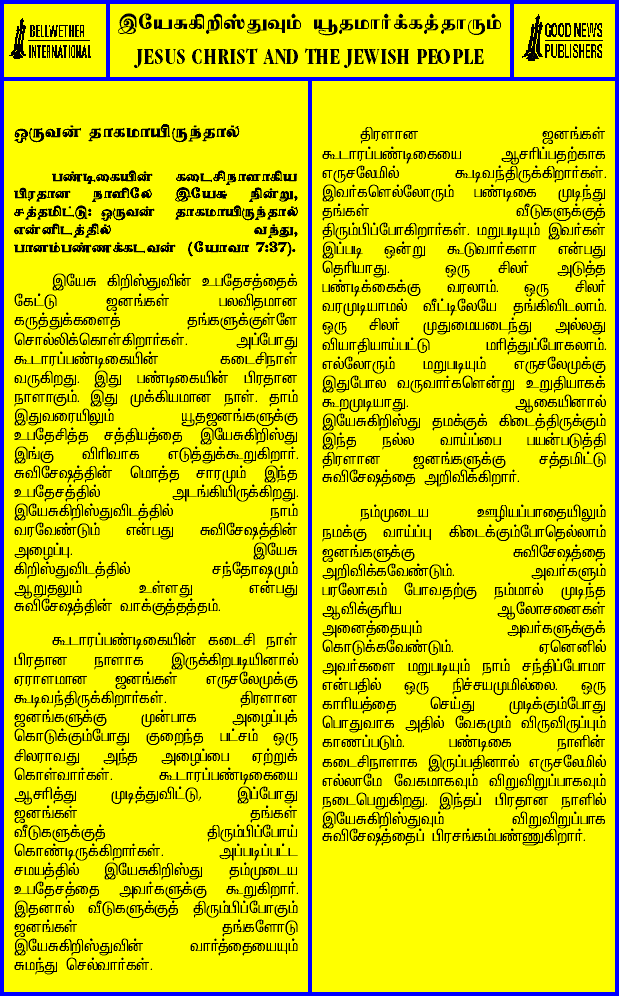 BELLWETHER
INTERNATIONAL
இயேசுகிறிஸ்துவும் யூதமார்க்கத்தாரும்
JESUS CHRIST AND THE JEWISH PEOPLE
GOOD NEWS
PUBLISHERS
ஒருவன் தாகமாயிருந்தால்
பண்டிகையின் கடைசிநாளாகிய
பிரதான நாளிலே இயேசு நின்று,
சத்தமிட்டு: ஒருவன் தாகமாயிருந்தால்
என்னிடத்தில் வந்து,
பானம்பண்ணக்கடவன் (யோவா 7:37).
இயேசு கிறிஸ்துவின் உபதேசத்தைக்
கேட்டு ஜனங்கள் பலவிதமான
கருத்துக்களைத் தங்களுக்குள்ளே
சொல்லிக்கொள்கிறார்கள். அப்போது
கூடாரப்பண்டிகையின் கடைசிநாள்
வருகிறது. இது பண்டிகையின் பிரதான
நாளாகும். இது முக்கியமான நாள். தாம்
இதுவரையிலும் யூதஜனங்களுக்கு
உபதேசித்த சத்தியத்தை இயேசுகிறிஸ்து
இங்கு விரிவாக எடுத்துக்கூறுகிறார்.
சுவிசேஷத்தின் மொத்த சாரமும் இந்த
உபதேசத்தில் அடங்கியிருக்கிறது.
இயேசுகிறிஸ்துவிடத்தில் நாம்
வரவேண்டும் என்பது சுவிசேஷத்தின்
அழைப்பு. இயேசு
கிறிஸ்துவிடத்தில் சந்தோஷமும்
ஆறுதலும் உள்ளது என்பது
சுவிசேஷத்தின் வாக்குத்தத்தம்.
கூடாரப்பண்டிகையின் கடைசி நாள்
பிரதான நாளாக இருக்கிறபடியினால்
ஏராளமான ஜனங்கள் எருசலேமுக்கு
கூடிவந்திருக்கிறார்கள். திரளான
ஜனங்களுக்கு முன்பாக அழைப்புக்
கொடுக்கும்போது குறைந்த பட்சம் ஒரு
சிலராவது அந்த அழைப்பை ஏற்றுக்
கொள்வார்கள். கூடாரப்பண்டிகையை
ஆசரித்து முடித்துவிட்டு, இப்போது
ஜனங்கள் தங்கள்
வீடுகளுக்குத் திரும்பிப்போய்
கொண்டிருக்கிறார்கள். அப்படிப்பட்ட
சமயத்தில் இயேசுகிறிஸ்து தம்முடைய
உபதேசத்தை அவர்களுக்கு கூறுகிறார்.
இதனால் வீடுகளுக்குத் திரும்பிப்போகும்
ஜனங்கள் தங்களோடு
இயேசுகிறிஸ்துவின் வார்த்தையையும்
சுமந்து செல்வார்கள்.
திரளான ஜனங்கள்
கூடாரப்பண்டிகையை ஆசரிப்பதற்காக
எருசலேமில் கூடிவந்திருக்கிறார்கள்.
இவர்களெல்லோரும் பண்டிகை முடிந்து
தங்கள் வீடுகளுக்குத்
திரும்பிப்போகிறார்கள். மறுபடியும் இவர்கள்
இப்படி ஒன்று கூடுவார்களா என்பது
தெரியாது. ஒரு சிலர் அடுத்த
பண்டிக்கைக்கு வரலாம். ஒரு சிலர்
வரமுடியாமல் வீட்டிலேயே தங்கிவிடலாம்.
ஒரு சிலர் முதுமையடைந்து அல்லது
வியாதியாய்பட்டு மரித்துப்போகலாம்.
எல்லோரும் மறுபடியும் எருசலேமுக்கு
இதுபோல வருவார்களென்று உறுதியாகக்
கூறமுடியாது. ஆகையினால்
இயேசுகிறிஸ்து தமக்குக் கிடைத்திருக்கும்
இந்த நல்ல வாய்ப்பை பயன்படுத்தி
திரளான ஜனங்களுக்கு சத்தமிட்டு
சுவிசேஷத்தை அறிவிக்கிறார்.
நம்முடைய ஊழியப்பாதையிலும்
நமக்கு வாய்ப்பு கிடைக்கும்போதெல்லாம்
ஜனங்களுக்கு சுவிசேஷத்தை
அறிவிக்கவேண்டும். அவர்களும்
பரலோகம் போவதற்கு நம்மால் முடிந்த
ஆவிக்குரிய ஆலோசனைகள்
அனைத்தையும் அவர்களுக்குக்
கொடுக்கவேண்டும். ஏனெனில்
அவர்களை மறுபடியும் நாம் சந்திப்போமா
என்பதில் ஒரு நிச்சயமுமில்லை. ஒரு
காரியத்தை செய்து முடிக்கும்போது
பொதுவாக அதில் வேகமும் விருவிருப்பும்
காணப்படும். பண்டிகை நாளின்
கடைசிநாளாக இருப்பதினால் எருசலேமில்
எல்லாமே வேகமாகவும் விறுவிறுப்பாகவும்
நடைபெறுகிறது. இந்தப் பிரதான நாளில்
இயேசுகிறிஸ்துவும் விறுவிறுப்பாக
சுவிசேஷத்தைப் பிரசங்கம்பண்ணுகிறார்.